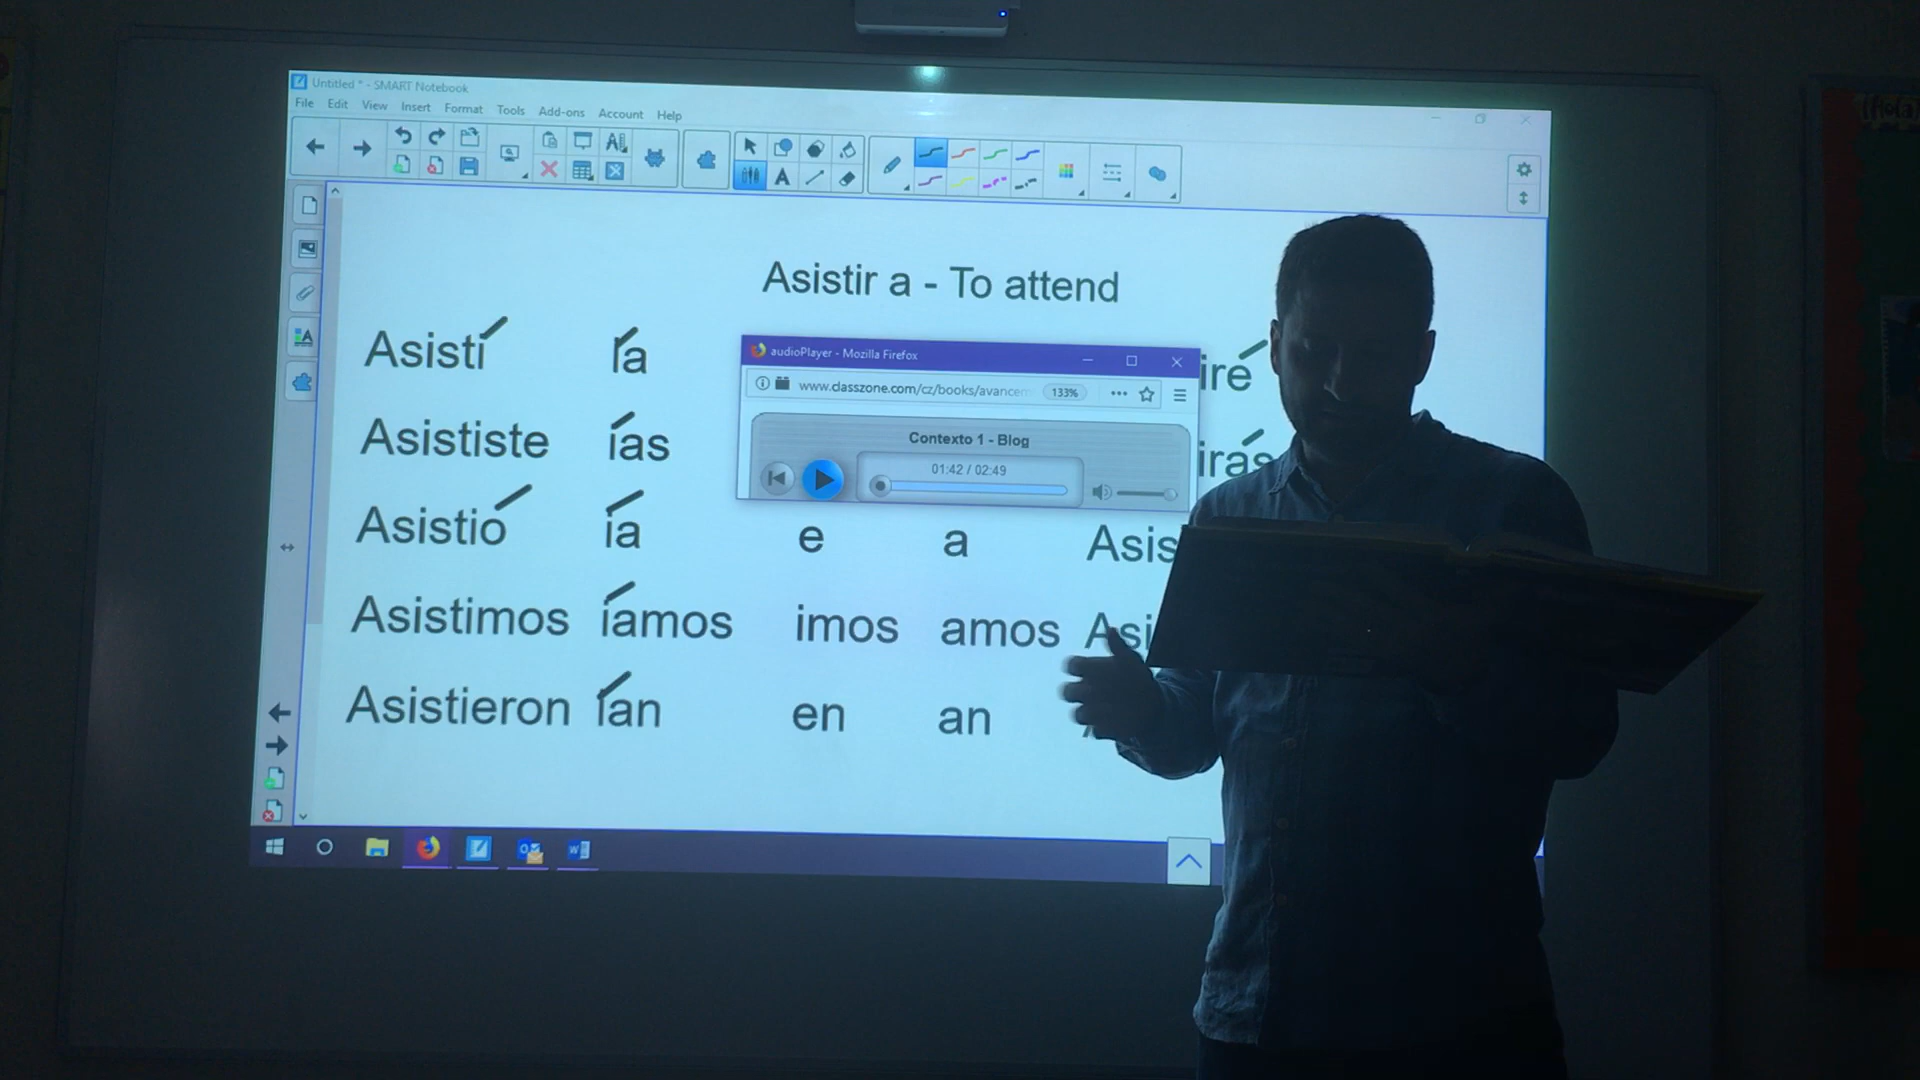 Untitled * - SMART Notebook
File Edit View Insert Format Tools Add-ons Account Help
Asistir a - To attend
Asistí ía iré
Asististe ías irás
Asistió ía e a Asis
Asistimos íamos imos amos Asi
Asistieron ían en an
audioPlayer - Mozilla Firefox
www.classzone.com/cz/books/avancem 133%
Contexto 1 - Blog
01:42 / 02:49